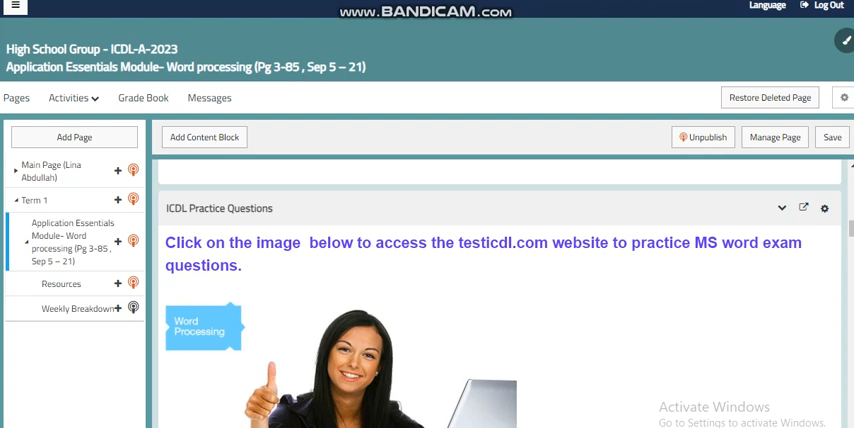 www.BANDICAM.com
Language Log Out
High School Group - ICDL-A-2023
Application Essentials Module- Word processing (Pg 3-85 , Sep 5 – 21)
Pages Activities Grade Book Messages Restore Deleted Page
Add Page
Add Content Block Unpublish Manage Page Save
Main Page (Lina
Abdullah)
Term 1
Application Essentials
Module- Word
processing (Pg 3-85 ,
Sep 5 – 21)
Resources
Weekly Breakdown
ICDL Practice Questions
Click on the image below to access the testicdl.com website to practice MS word exam
questions.
Word
Processing
Activate Windows
Go to Settings to activate Windows.